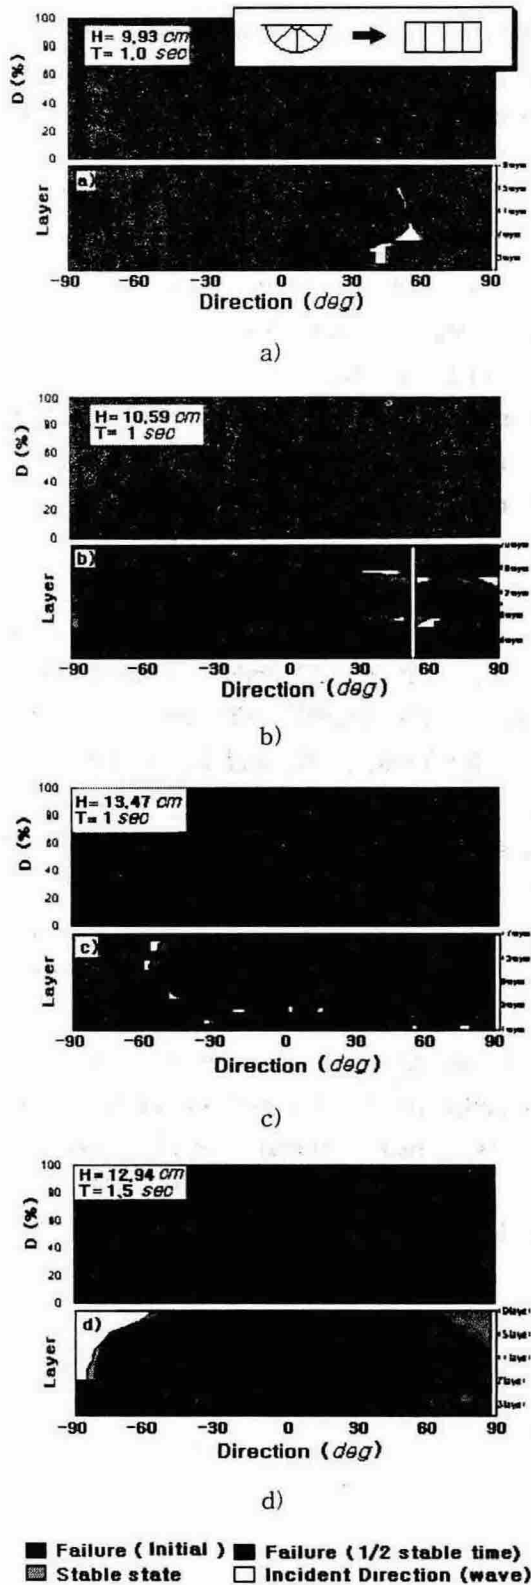 H= 9,93 cm
T= 1,0 sec
D (%)
100
80
60
40
20
0
a)
Layer
-90 -60 -30 0 30 60 90
Direction (deg)
a)
H= 10,59 cm
T= 1 sec
D (%)
100
80
60
40
20
0
b)
Layer
-90 -60 -30 0 30 60 90
Direction (deg)
b)
H= 13,47 cm
T= 1 sec
D (%)
100
80
60
40
20
0
c)
Layer
-90 -60 -30 0 30 60 90
Direction (deg)
c)
H= 12,94 cm
T= 1,5 sec
D (%)
100
80
60
40
20
0
d)
Layer
-90 -60 -30 0 30 60 90
Direction (deg)
d)
Failure ( Initial ) Failure (1/2 stable time)
Stable state Incident Direction (wave)